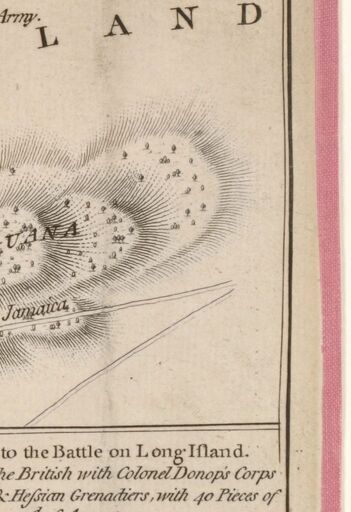 Army.
L A N D
UANA
Jamaica
to the Battle on Long Iſland.
he British with Colonel Donop's Corps
& Heſsian Grenadiers, with 40 Pieces of